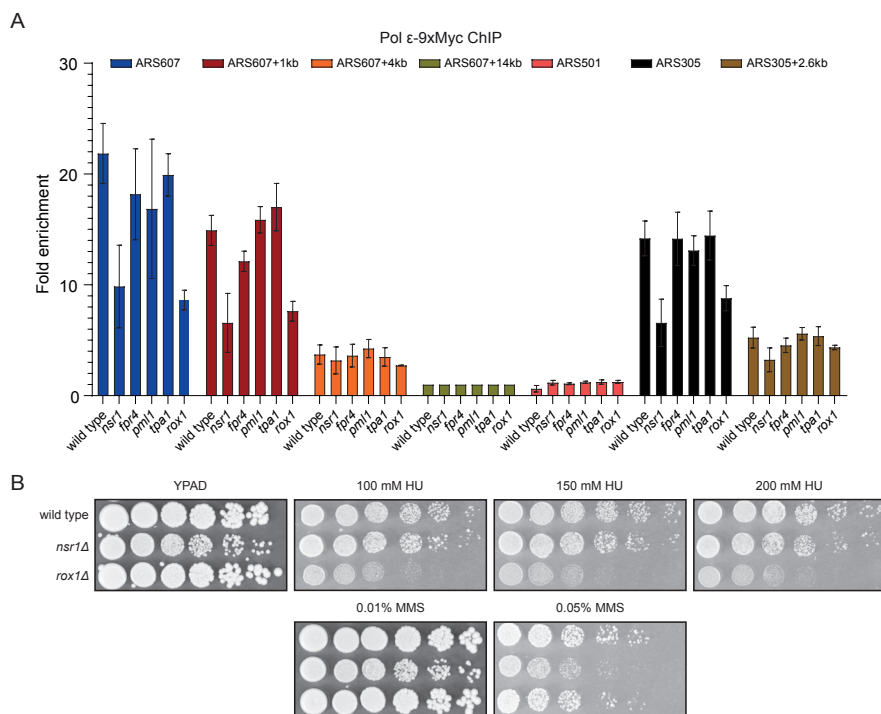 A
Pol ε-9xMyc ChIP
ARS607 ARS607+1kb ARS607+4kb ARS607+14kb ARS501 ARS305 ARS305+2.6kb
Fold enrichment
30
20
10
0
wild type nsr1 fpr4 pml1 tpa1 rox1 wild type nsr1 fpr4 pml1 tpa1 rox1 wild type nsr1 fpr4 pml1 tpa1 rox1 wild type nsr1 fpr4 pml1 tpa1 rox1 wild type nsr1 fpr4 pml1 tpa1 rox1 wild type nsr1 fpr4 pml1 tpa1 rox1 wild type nsr1 fpr4 pml1 tpa1 rox1
B
YPAD 100 mM HU 150 mM HU 200 mM HU
wild type
nsr1Δ
rox1Δ
0.01% MMS 0.05% MMS